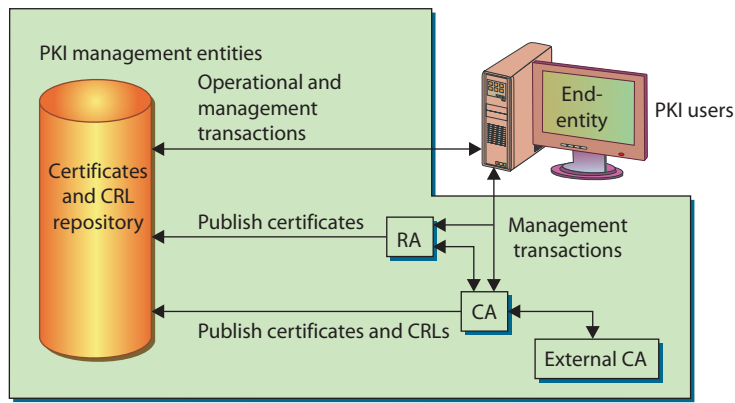 PKI management entities
Operational and
management
transactions
End-
entity
PKI users
Certificates
and CRL
repository
Publish certificates
RA
Management
transactions
CA
Publish certificates and CRLs
External CA